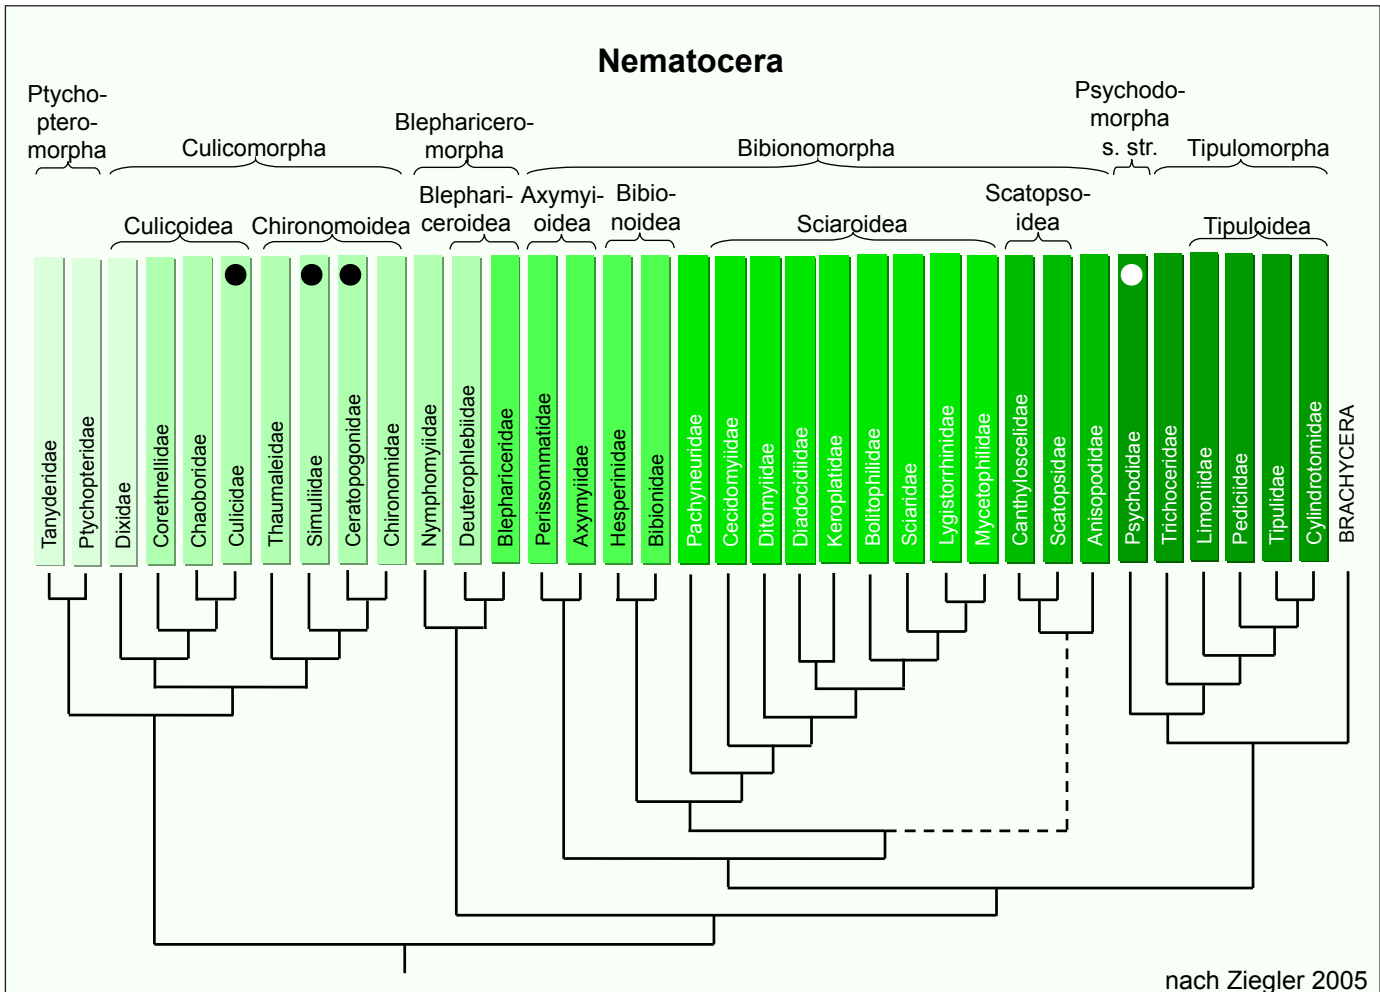 Nematocera
Ptycho-
ptero-
morpha
Culicomorpha
Blepharicero-
morpha
Bibionomorpha
Psychodo-
morpha
s. str.
Tipulomorpha
Culicoidea
Chironomoidea
Blephari-
ceroidea
Axymyi-
oidea
Bibio-
noidea
Sciaroidea
Scatopso-
idea
Tipuloidea
Tanyderidae
Ptychopteridae
Dixidae
Corethrellidae
Chaoboridae
Culicidae
Thaumaleidae
Simuliidae
Ceratopogonidae
Chironomidae
Nymphomyiidae
Deuterophlebiidae
Blephariceridae
Perissommatidae
Axymyiidae
Hesperinidae
Bibionidae
Pachyneuridae
Cecidomyiidae
Ditomyiidae
Diadocidiidae
Keroplatidae
Bolitophilidae
Sciaridae
Lygistorrhinidae
Mycetophilidae
Canthyloscelidae
Scatopsidae
Anisopodidae
Psychodidae
Trichoceridae
Limoniidae
Pediciidae
Tipulidae
Cylindrotomidae
BRACHYCERA
nach Ziegler 2005